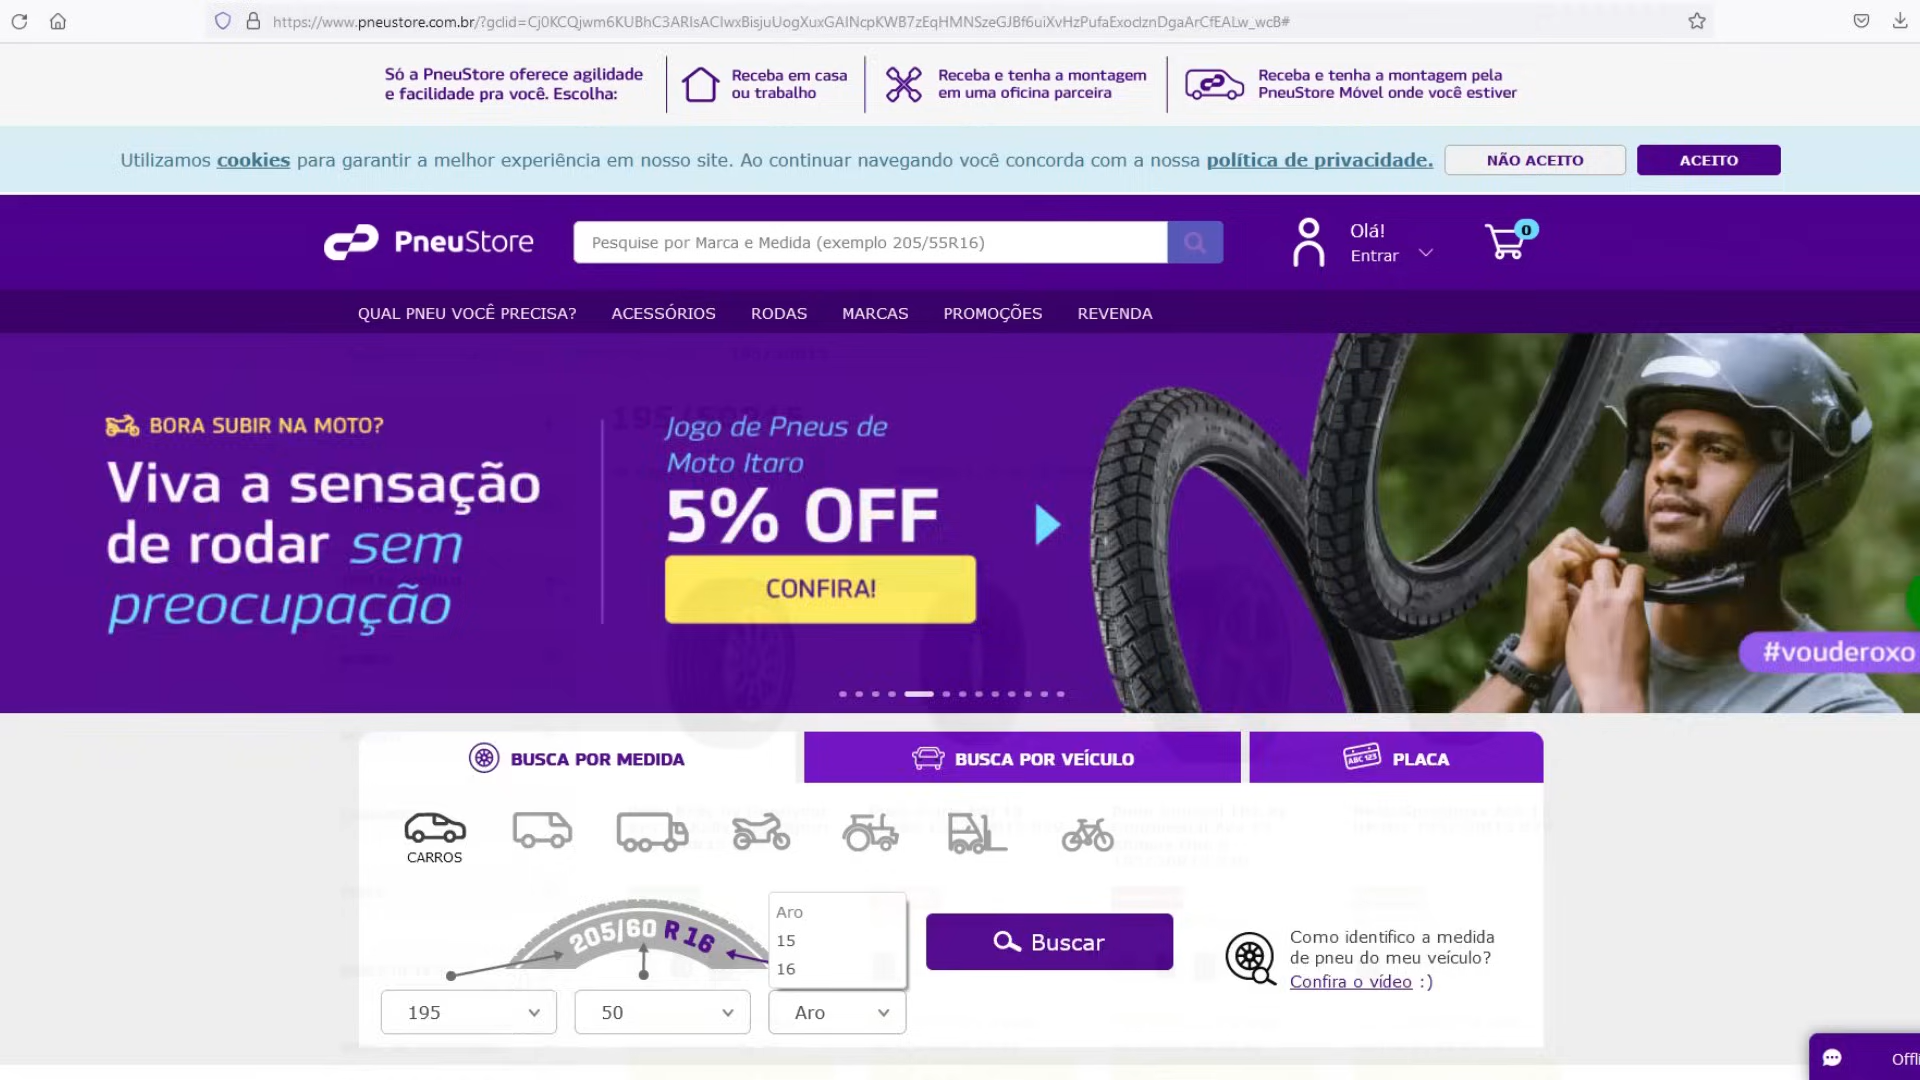 https://www.pneustore.com.br/?gclid=Cj0KCQjwm6KUBhC3ARIsACIwxBisjuUogXuxGAINcpKWB7zEqHMNSzeGJBf6uiXvHzPufaExodznDgaArCfEALw_wcB#
Só a PneuStore oferece agilidade
e facilidade pra você. Escolha:
Receba em casa
ou trabalho
Receba e tenha a montagem
em uma oficina parceira
Receba e tenha a montagem pela
PneuStore Móvel onde você estiver
Utilizamos cookies para garantir a melhor experiência em nosso site. Ao continuar navegando você concorda com a nossa política de privacidade.
NÃO ACEITO
ACEITO
PneuStore
Pesquise por Marca e Medida (exemplo 205/55R16)
Olá!
Entrar
0
QUAL PNEU VOCÊ PRECISA?
ACESSÓRIOS
RODAS
MARCAS
PROMOÇÕES
REVENDA
BORA SUBIR NA MOTO?
Viva a sensação
de rodar sem
preocupação
Jogo de Pneus de
Moto Itaro
5% OFF
CONFIRA!
#vouderoxo
BUSCA POR MEDIDA
BUSCA POR VEÍCULO
ABC 123
PLACA
CARROS
205/60 R 16
Aro
15
16
Buscar
Como identifico a medida
de pneu do meu veículo?
Confira o vídeo :)
195
50
Aro
Offli